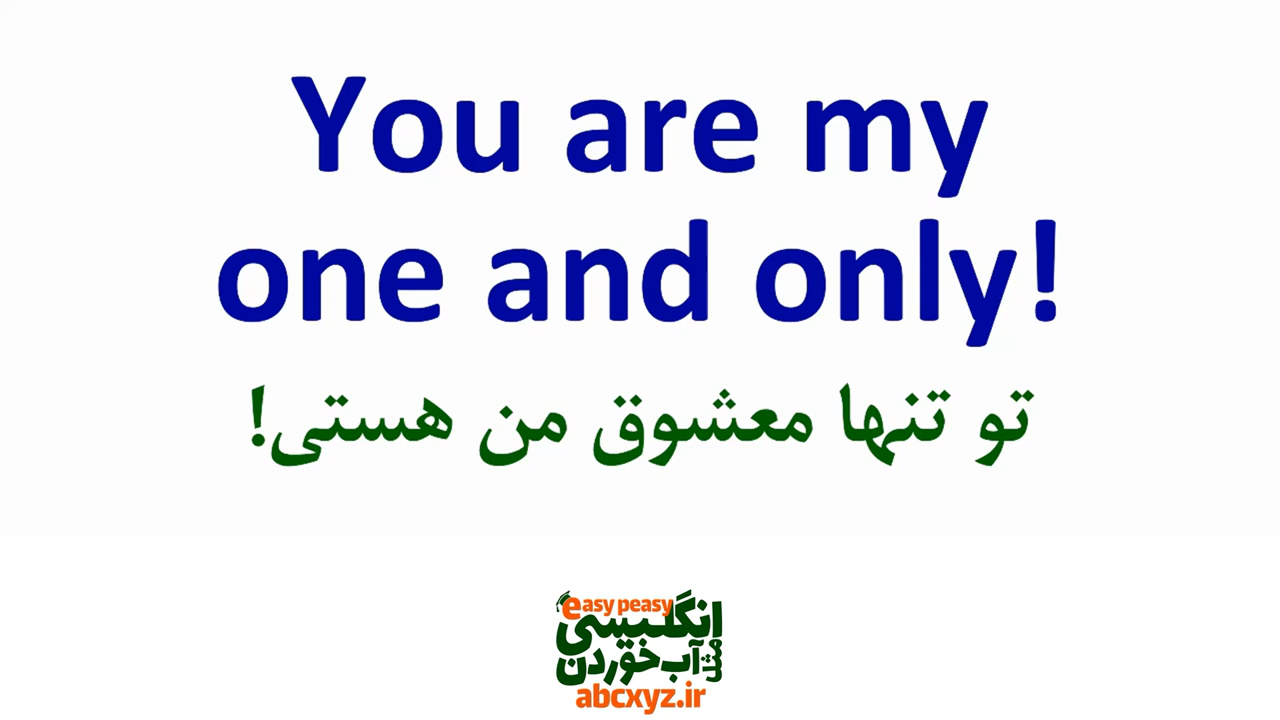 You are my
one and only!
تو تنها معشوق من هستی!
easy peasy
انگلیسی
مثل آب خوردن
abcxyz.ir